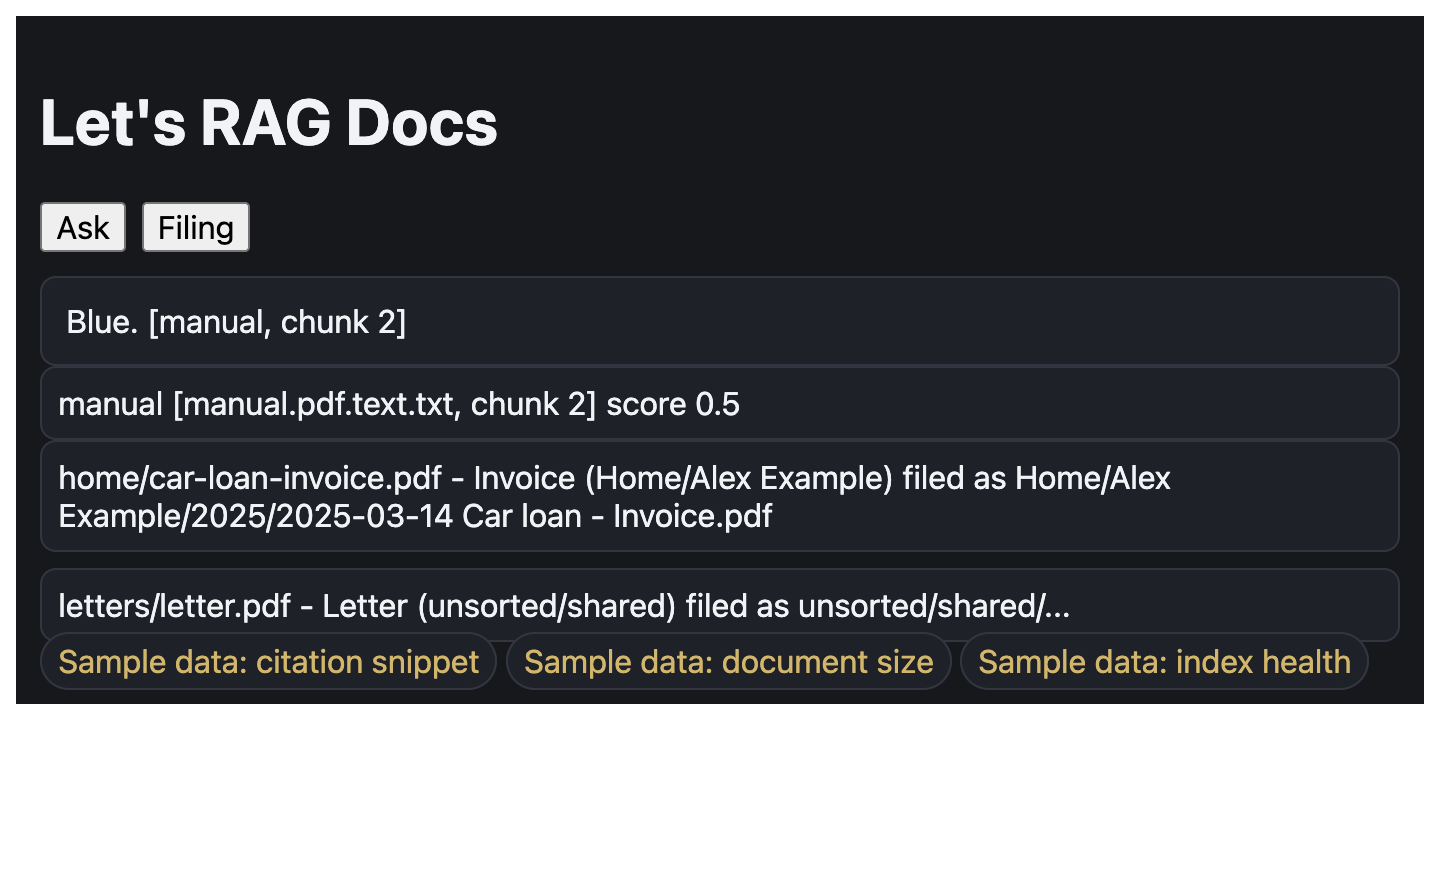 Let's RAG Docs
Ask Filing
Blue. [manual, chunk 2]
manual [manual.pdf.text.txt, chunk 2] score 0.5
home/car-loan-invoice.pdf - Invoice (Home/Alex Example) filed as Home/Alex
Example/2025/2025-03-14 Car loan - Invoice.pdf
letters/letter.pdf - Letter (unsorted/shared) filed as unsorted/shared/...
Sample data: citation snippet Sample data: document size Sample data: index health